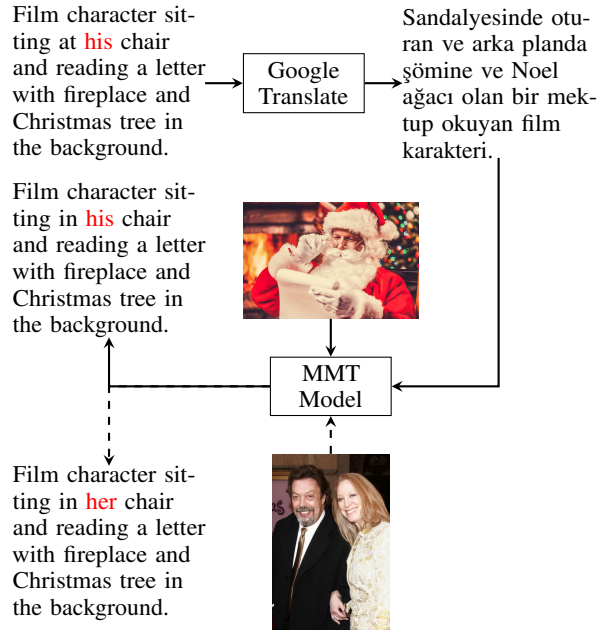 Film character sit-
ting at his chair
and reading a letter
with fireplace and
Christmas tree in
the background.
Google
Translate
Sandalyesinde otu-
ran ve arka planda
şömine ve Noel
ağacı olan bir mek-
tup okuyan film
karakteri.
Film character sit-
ting in his chair
and reading a letter
with fireplace and
Christmas tree in
the background.
MMT
Model
Film character sit-
ting in her chair
and reading a letter
with fireplace and
Christmas tree in
the background.